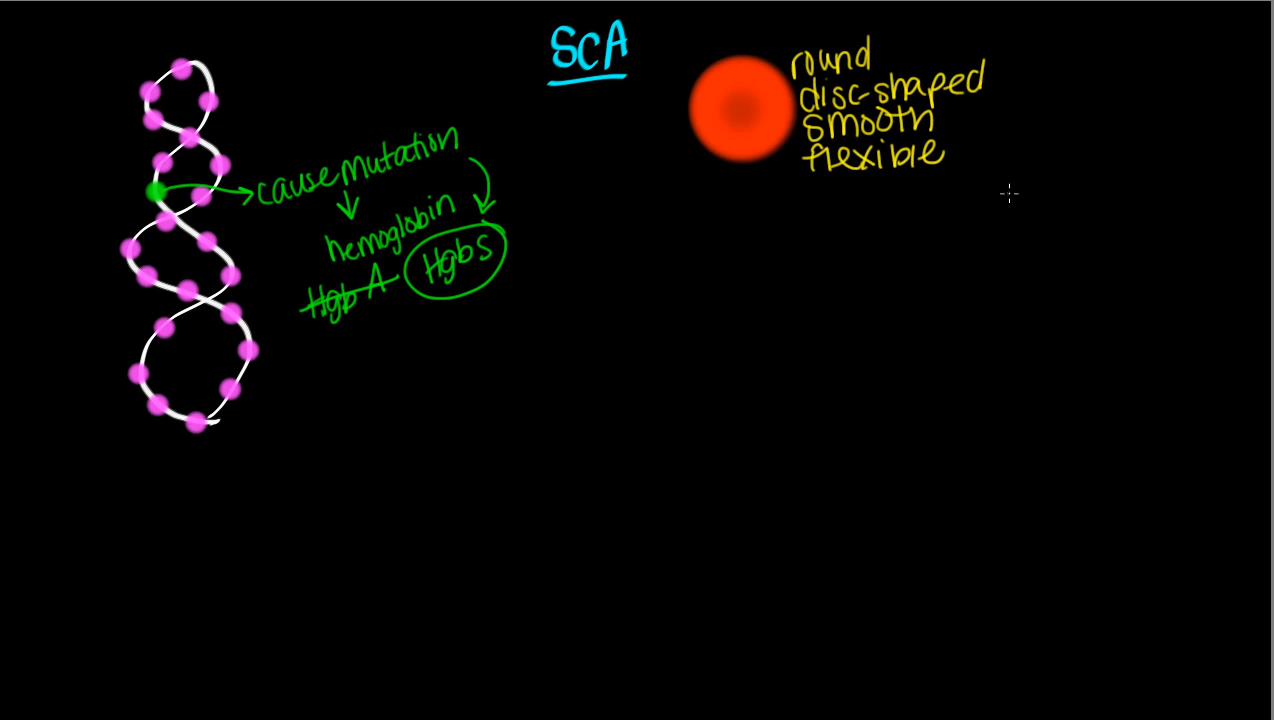 SCA
round
disc-shaped
smooth
flexible
cause mutation
hemoglobin
Hgb A
Hgb S